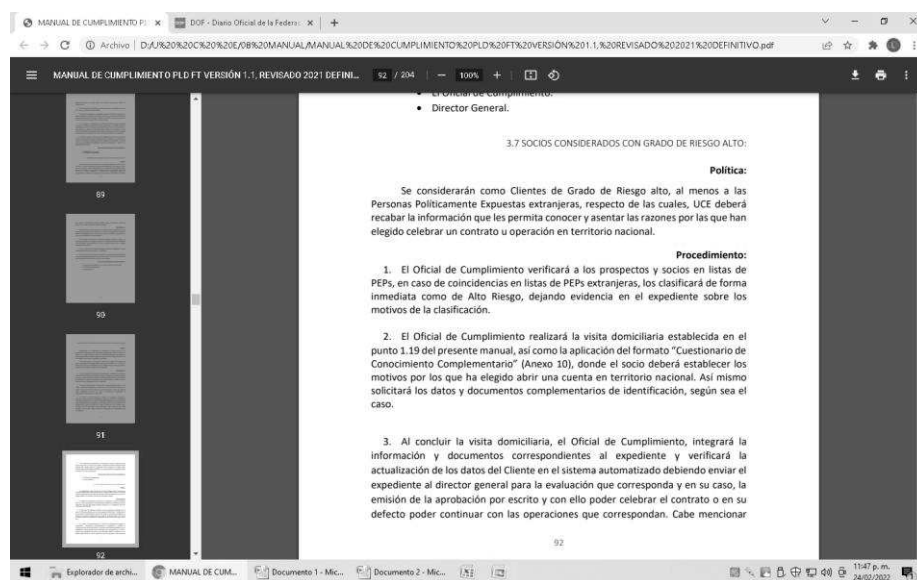 MANUAL DE CUMPLIMIENTO P
DOF - Diario Oficial de la Federac
Archivo | D:/U%20%20C%20%20E/08%20MANUAL/MANUAL%20DE%20CUMPLIMIENTO%20PLD%20FT%20VERSIÓN%201.1,%20REVISADO%202021%20DEFINITIVO.pdf
MANUAL DE CUMPLIMIENTO PLD FT VERSIÓN 1.1, REVISADO 2021 DEFINI... 92 / 204 | − 100% +
• El Oficial de Cumplimiento.
• Director General.
3.7 SOCIOS CONSIDERADOS CON GRADO DE RIESGO ALTO:
Política:
Se considerarán como Clientes de Grado de Riesgo alto, al menos a las
Personas Políticamente Expuestas extranjeras, respecto de las cuales, UCE deberá
recabar la información que les permita conocer y asentar las razones por las que han
elegido celebrar un contrato u operación en territorio nacional.
Procedimiento:
1. El Oficial de Cumplimiento verificará a los prospectos y socios en listas de
PEPs, en caso de coincidencias en listas de PEPs extranjeras, los clasificará de forma
inmediata como de Alto Riesgo, dejando evidencia en el expediente sobre los
motivos de la clasificación.
2. El Oficial de Cumplimiento realizará la visita domiciliaria establecida en el
punto 1.19 del presente manual, así como la aplicación del formato "Cuestionario de
Conocimiento Complementario" (Anexo 10), donde el socio deberá establecer los
motivos por los que ha elegido abrir una cuenta en territorio nacional. Así mismo
solicitará los datos y documentos complementarios de identificación, según sea el
caso.
3. Al concluir la visita domiciliaria, el Oficial de Cumplimiento, integrará la
información y documentos correspondientes al expediente y verificará la
actualización de los datos del Cliente en el sistema automatizado debiendo enviar el
expediente al director general para la evaluación que corresponda y en su caso, la
emisión de la aprobación por escrito y con ello poder celebrar el contrato o en su
defecto poder continuar con las operaciones que correspondan. Cabe mencionar
92
89
90
91
92
Explorador de archi...
MANUAL DE CUM...
Documento 1 - Mic...
Documento 2 - Mic...
11:47 p. m.
24/02/2022